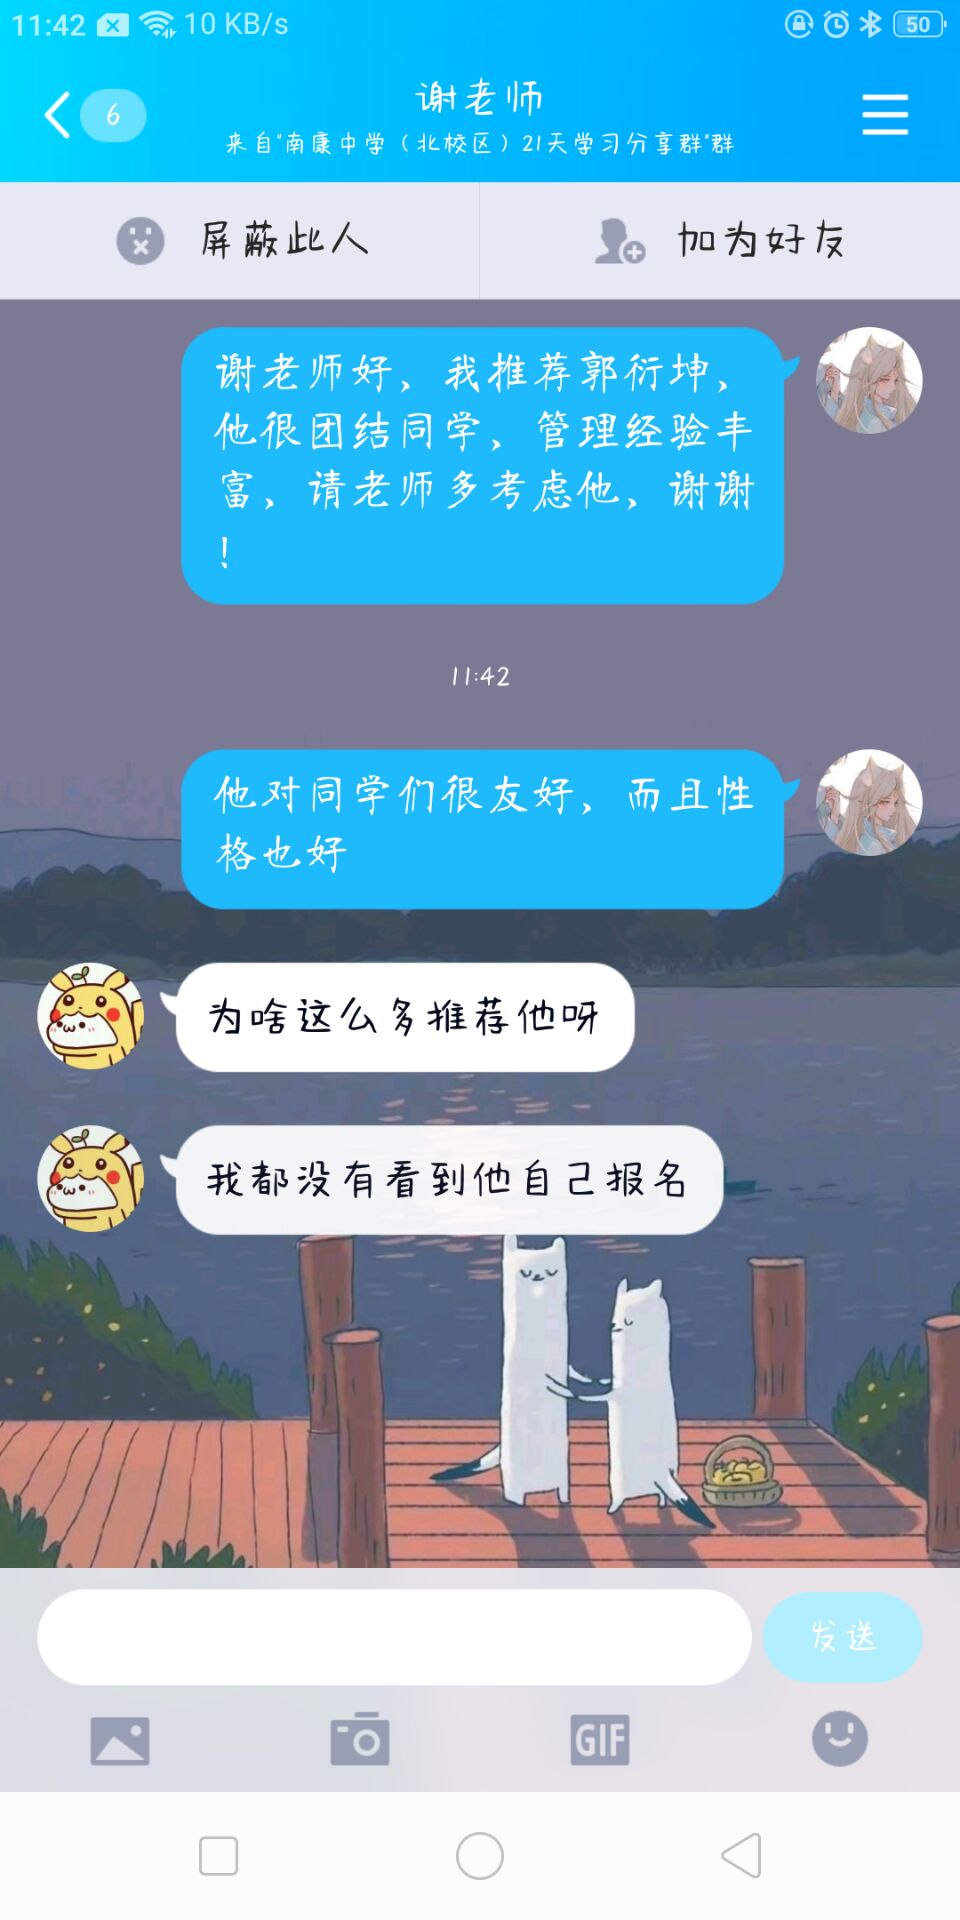 11:42 10 KB/s 50
6
谢老师
来自"南康中学（北校区）21天学习分享群"群
屏蔽此人 加为好友
谢老师好，我推荐郭衍坤，
他很团结同学，管理经验丰
富，请老师多考虑他，谢谢
！
11:42
他对同学们很友好，而且性
格也好
为啥这么多推荐他呀
我都没有看到他自己报名
发送
GIF